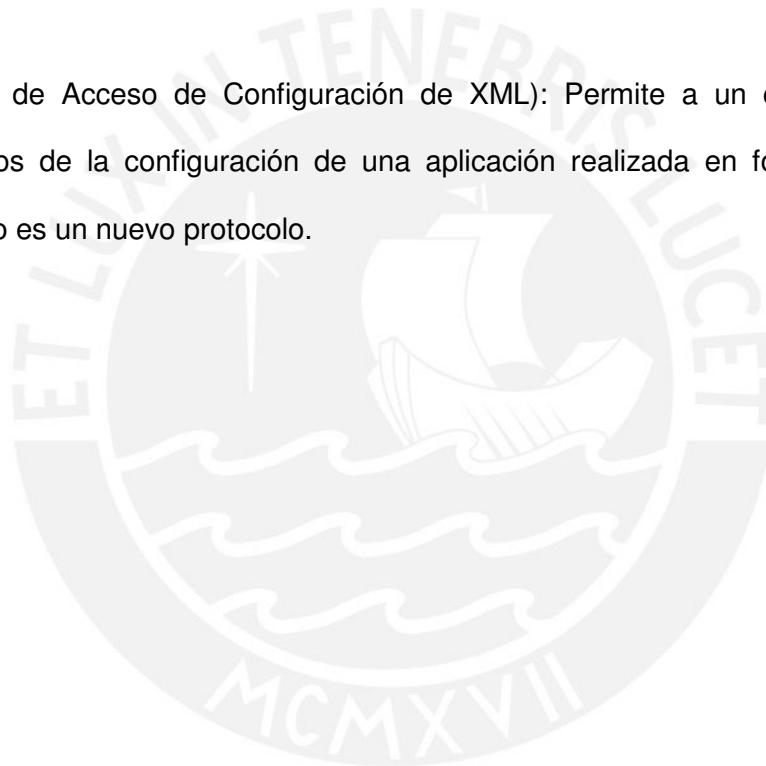 de Acceso de Configuración de XML): Permite a un
os de la configuración de una aplicación realizada en
es un nuevo protocolo.
ET LUX IN TENEBRIS LUCET
MCMXVII